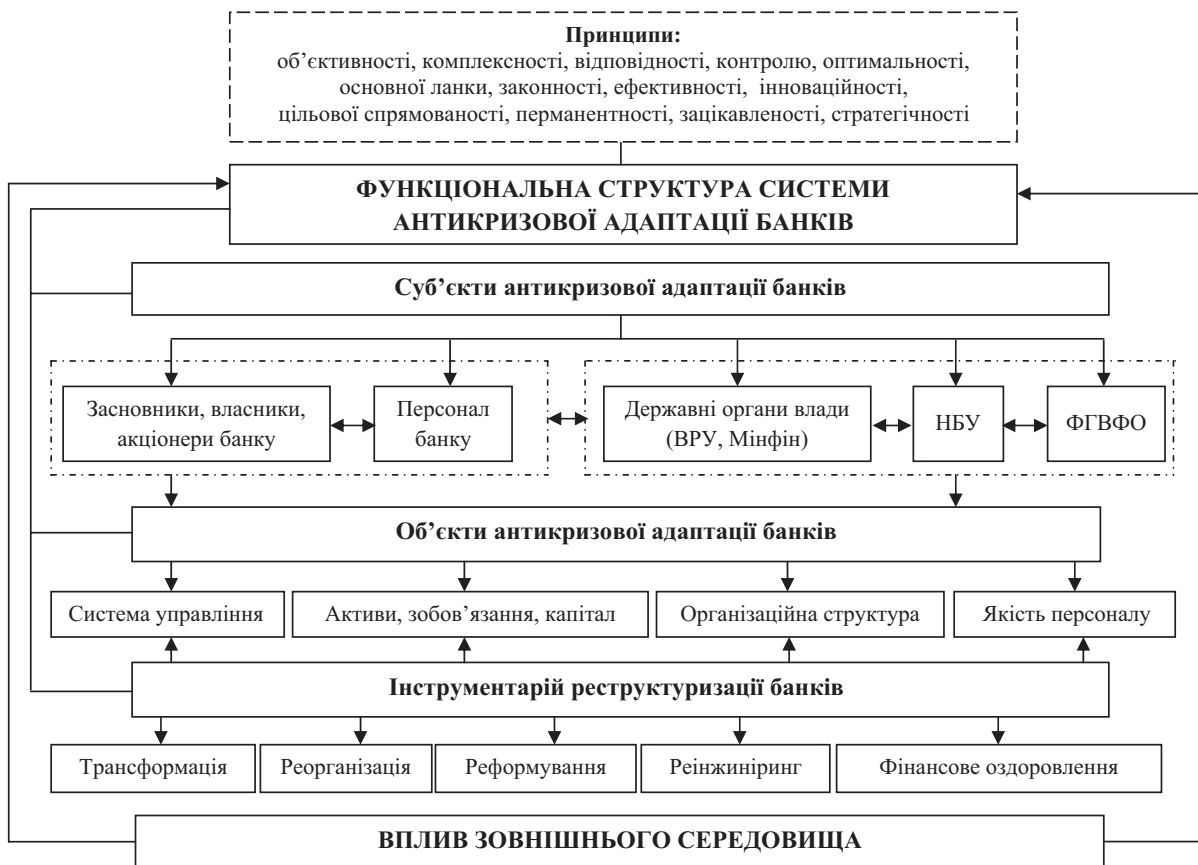 Принципи:
об’єктивності, комплексності, відповідності, контролю, оптимальності,
основної ланки, законності, ефективності, інноваційності,
цільової спрямованості, перманентності, зацікавленості, стратегічності
ФУНКЦІОНАЛЬНА СТРУКТУРА СИСТЕМИ
АНТИКРИЗОВОЇ АДАПТАЦІЇ БАНКІВ
Суб’єкти антикризової адаптації банків
Засновники, власники,
акціонери банку
Персонал
банку
Державні органи влади
(ВРУ, Мінфін)
НБУ
ФГВФО
Об’єкти антикризової адаптації банків
Система управління
Активи, зобов’язання, капітал
Організаційна структура
Якість персоналу
Інструментарій реструктуризації банків
Трансформація
Реорганізація
Реформування
Реінжиніринг
Фінансове оздоровлення
ВПЛИВ ЗОВНІШНЬОГО СЕРЕДОВИЩА